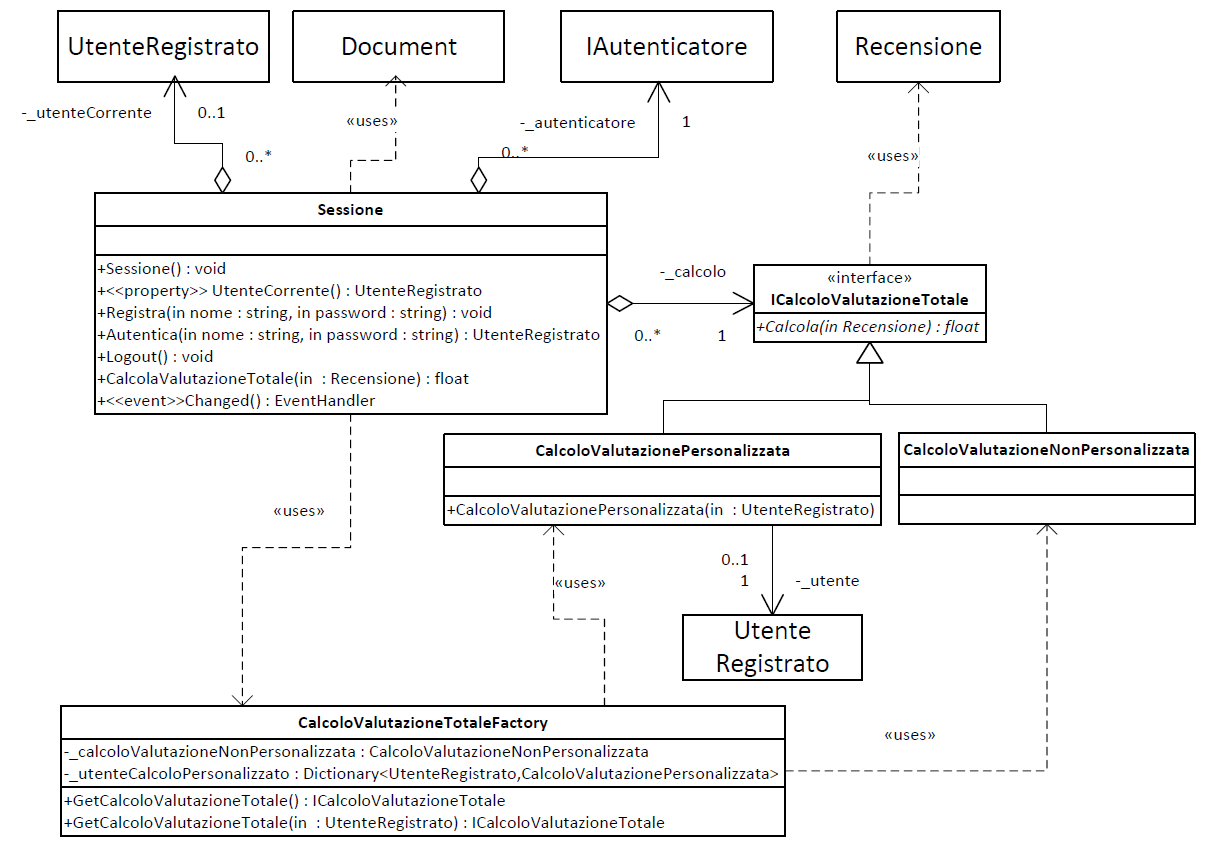 UtenteRegistrato
Document
IAutenticatore
Recensione
-_utenteCorrente
0..1
«uses»
-_autenticatore
1
0..*
0..*
«uses»
Sessione
+Sessione() : void
+<<property>> UtenteCorrente() : UtenteRegistrato
+Registra(in nome : string, in password : string) : void
+Autentica(in nome : string, in password : string) : UtenteRegistrato
+Logout() : void
+CalcolaValutazioneTotale(in : Recensione) : float
+<<event>>Changed() : EventHandler
-_calcolo
0..*
1
«interface»
ICalcoloValutazioneTotale
+Calcola(in Recensione) : float
CalcoloValutazionePersonalizzata
+CalcoloValutazionePersonalizzata(in : UtenteRegistrato)
CalcoloValutazioneNonPersonalizzata
«uses»
0..1
«uses»
1
-_utente
Utente
Registrato
CalcoloValutazioneTotaleFactory
-_calcoloValutazioneNonPersonalizzata : CalcoloValutazioneNonPersonalizzata
-_utenteCalcoloPersonalizzato : Dictionary<UtenteRegistrato,CalcoloValutazionePersonalizzata>
+GetCalcoloValutazioneTotale() : ICalcoloValutazioneTotale
+GetCalcoloValutazioneTotale(in : UtenteRegistrato) : ICalcoloValutazioneTotale
«uses»